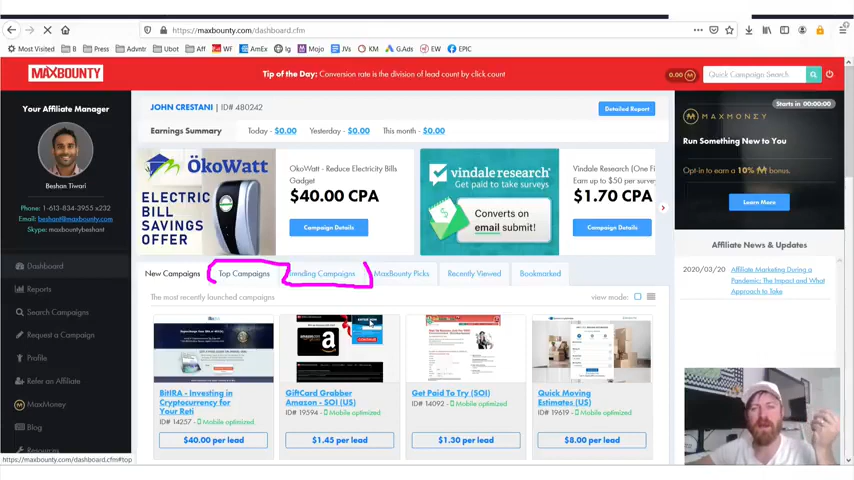 https://maxbounty.com/dashboard.cfm
Most Visited B Press Advntr Ubot Aff WF AmEx Ig Mojo JVs KM G.Ads EW EPIC
MAXBOUNTY
Tip of the Day: Conversion rate is the division of lead count by click count
0.00
Quick Campaign Search
Your Affiliate Manager
Beshan Tiwari
Phone: 1-613-834-3955 x232
Email: beshant@maxbounty.com
Skype: maxbountybeshant
Dashboard
Reports
Search Campaigns
Request a Campaign
Profile
Refer an Affiliate
MaxMoney
Blog
Resources
https://maxbounty.com/dashboard.cfm#top
JOHN CRESTANI | ID# 480242
Detailed Report
Earnings Summary Today - $0.00 Yesterday - $0.00 This month - $0.00
ÖkoWatt
ELECTRIC
BILL
SAVINGS
OFFER
ÖkoWatt - Reduce Electricity Bills
Gadget
$40.00 CPA
Campaign Details
vindale research
Get paid to take surveys
Converts on
email submit!
Vindale Research (One Fi
Earn up to $50 per survey
$1.70 CPA
Campaign Details
New Campaigns Top Campaigns Trending Campaigns MaxBounty Picks Recently Viewed Bookmarked
The most recently launched campaigns
view mode:
BitIRA - Investing in
Cryptocurrency for
Your Reti
ID# 14257 - Mobile optimized
$40.00 per lead
amazon
GiftCard Grabber
Amazon - SOI (US)
ID# 19594 - Mobile optimized
$1.45 per lead
Get Paid To Try (SOI)
ID# 14092 - Mobile optimized
$1.30 per lead
Quick Moving
Estimates (US)
ID# 19619 - Mobile optimized
$8.00 per lead
Starts in 00:00:00
MAXMONEY
Run Something New to You
Opt-in to earn a 10% M bonus.
Learn More
Affiliate News & Updates
2020/03/20 Affiliate Marketing During a
Pandemic: The Impact and What
Approach to Take